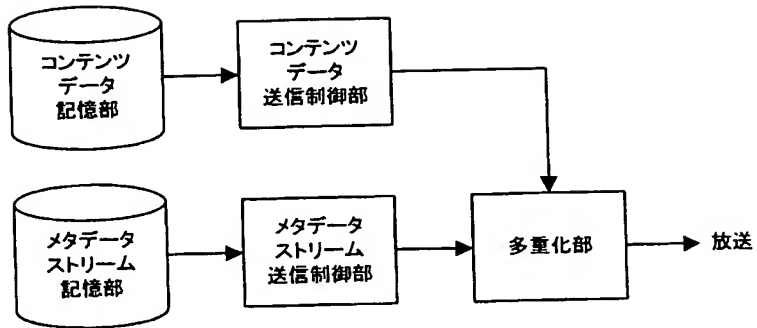 コンテンツ
データ
記憶部
コンテンツ
データ
送信制御部
メタデータ
ストリーム
記憶部
メタデータ
ストリーム
送信制御部
多重化部
放送